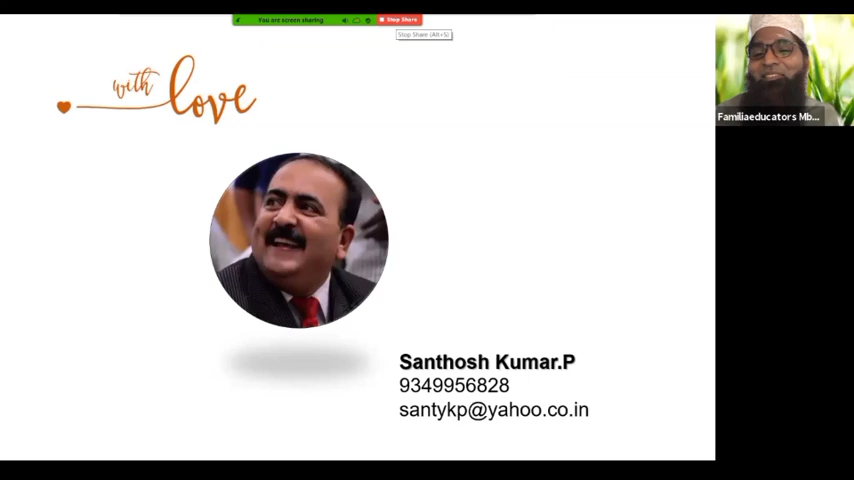 You are screen sharing
Stop Share
Stop Share (Alt+S)
with love
Familiaeducators Mb...
Santhosh Kumar.P
9349956828
santykp@yahoo.co.in